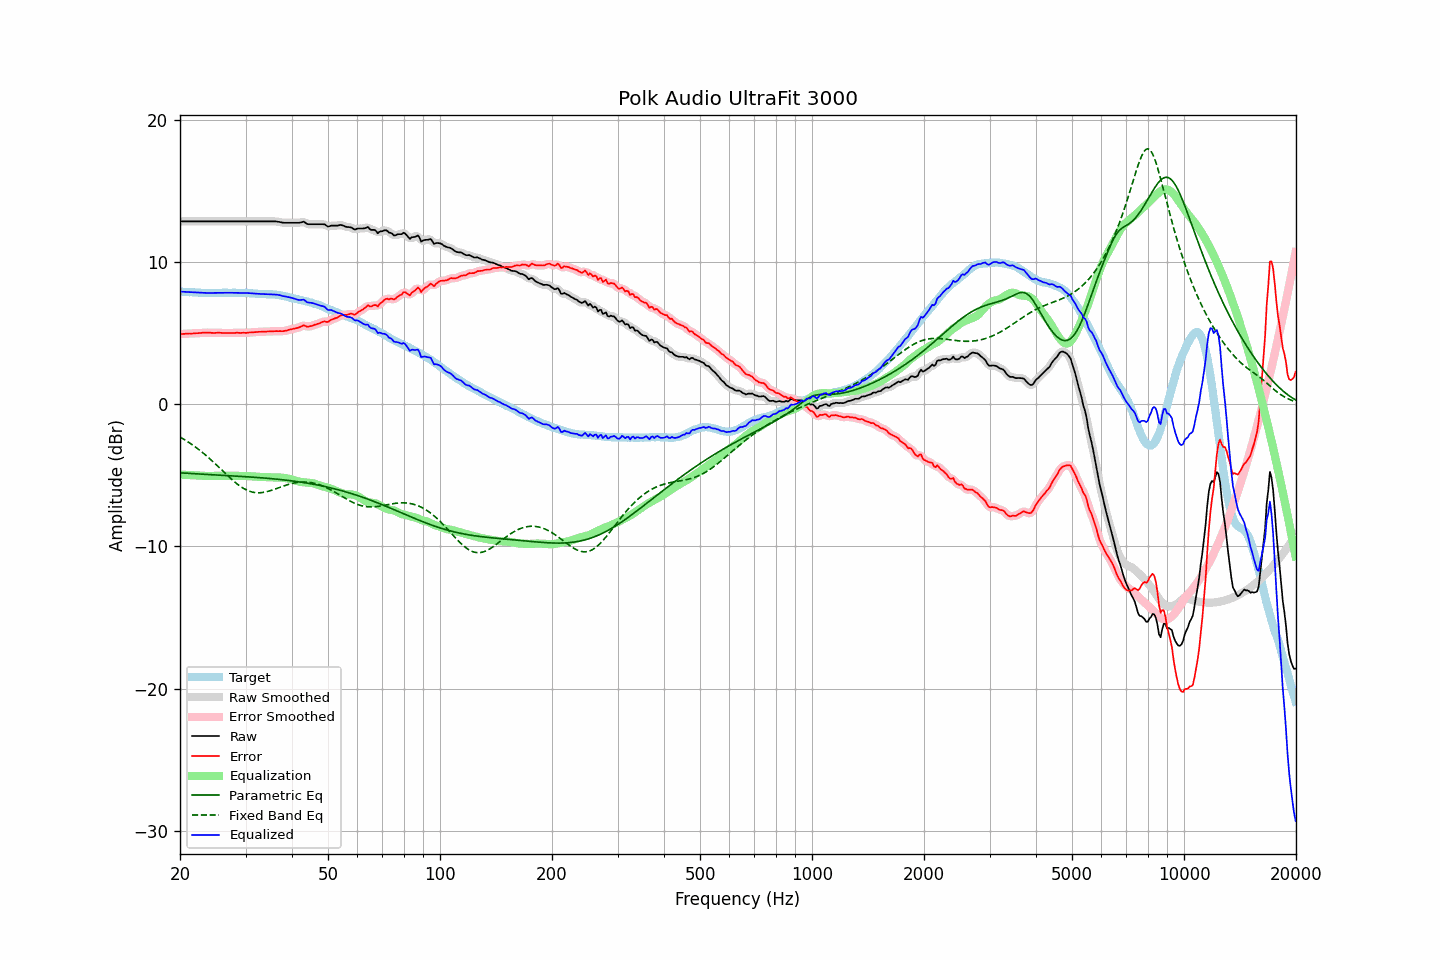 Polk Audio UltraFit 3000
20
10
0
−10
−20
−30
Amplitude (dBr)
Target
Raw Smoothed
Error Smoothed
Raw
Error
Equalization
Parametric Eq
Fixed Band Eq
Equalized
20 50 100 200 500 1000 2000 5000 10000 20000
Frequency (Hz)